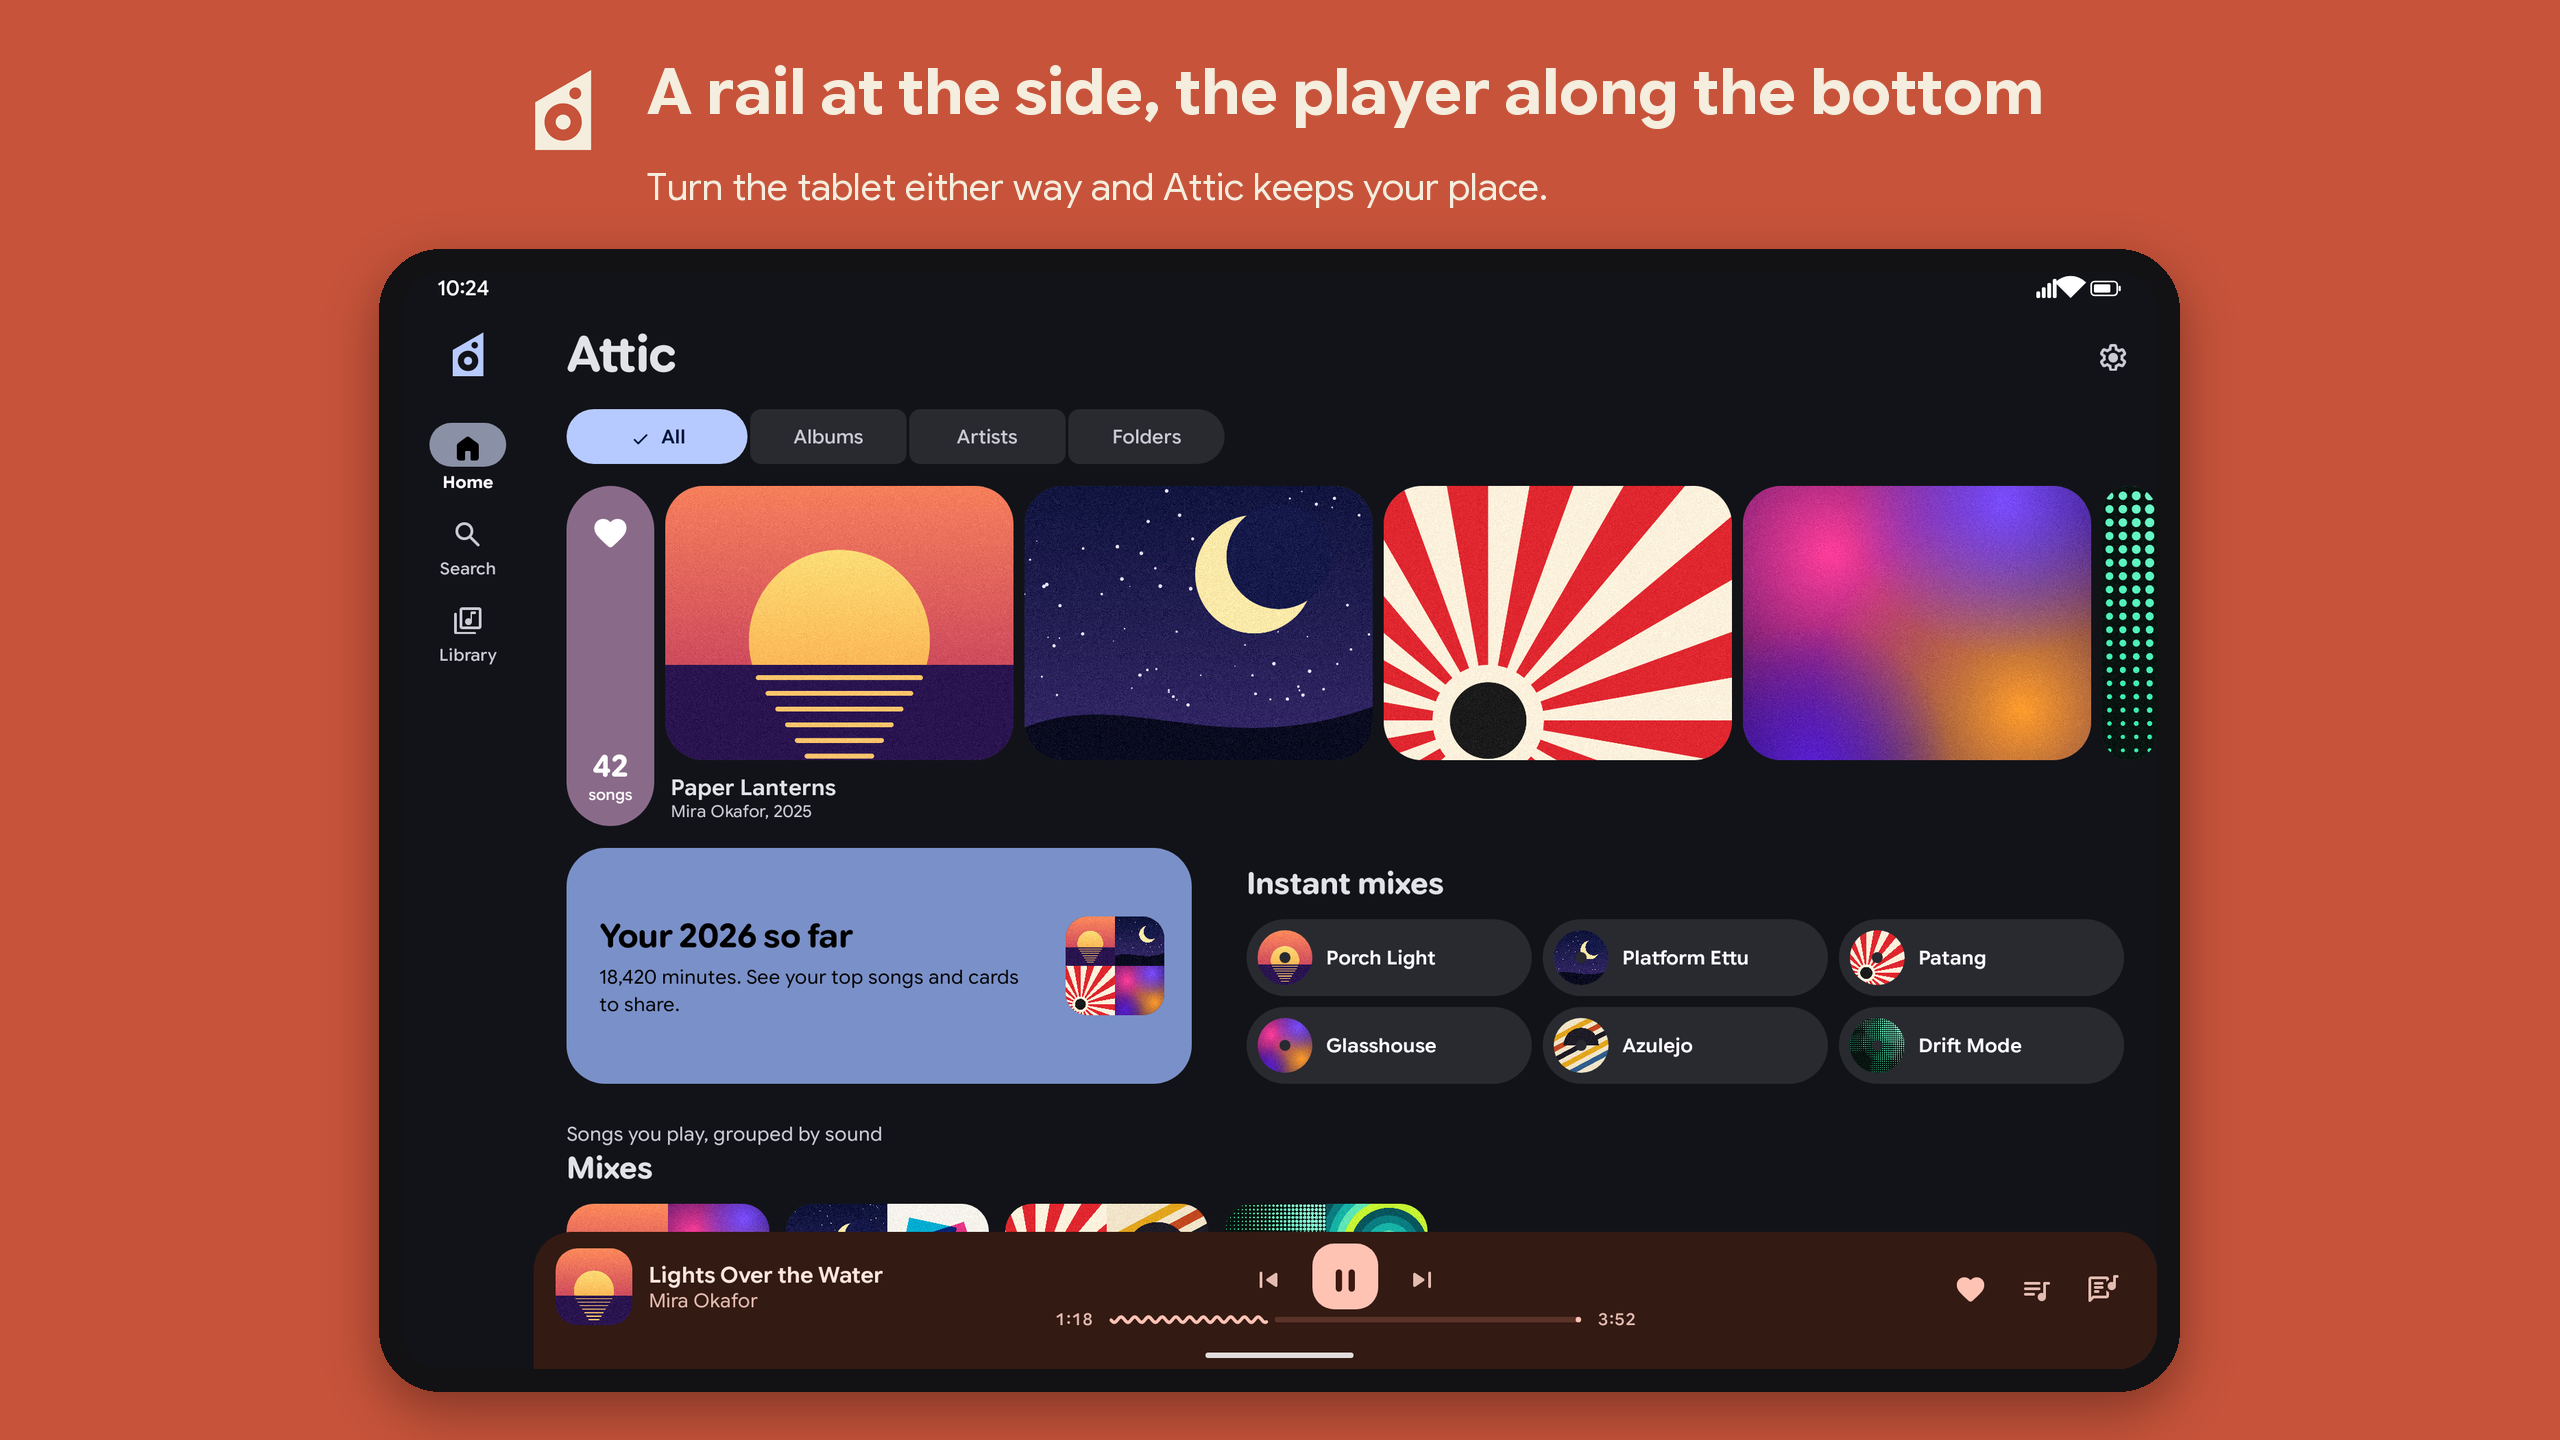 A rail at the side, the player along the bottom
Turn the tablet either way and Attic keeps your place.
10:24
Attic
All
Albums
Artists
Folders
Home
Search
Library
42
songs
Paper Lanterns
Mira Okafor, 2025
Your 2026 so far
18,420 minutes. See your top songs and cards
to share.
Instant mixes
Porch Light
Platform Ettu
Patang
Glasshouse
Azulejo
Drift Mode
Songs you play, grouped by sound
Mixes
Lights Over the Water
Mira Okafor
1:18
3:52